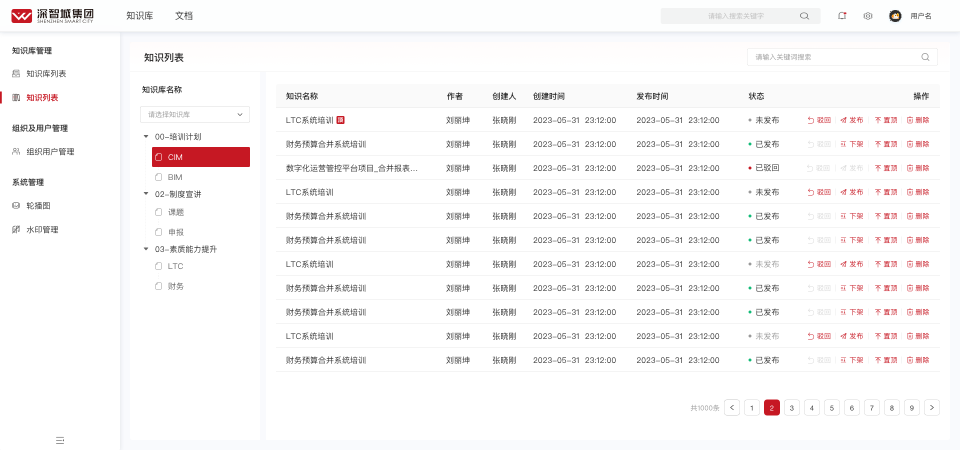 深智城集团
SHENZHEN SMART CITY
知识库 文档
请输入搜索关键字
用户名
知识库管理
知识库列表
知识列表
组织及用户管理
组织用户管理
系统管理
轮播图
水印管理
知识列表
请输入关键词搜索
知识库名称
请选择知识库
00-培训计划
CIM
BIM
02-制度宣讲
课题
申报
03-素质能力提升
LTC
财务
知识名称 作者 创建人 创建时间 发布时间 状态 操作
LTC系统培训 顶 刘丽坤 张晓刚 2023-05-31 23:12:00 2023-05-31 23:12:00 未发布 驳回 发布 置顶 删除
财务预算合并系统培训 刘丽坤 张晓刚 2023-05-31 23:12:00 2023-05-31 23:12:00 已发布 驳回 下架 置顶 删除
数字化运营管控平台项目_合并报表... 刘丽坤 张晓刚 2023-05-31 23:12:00 2023-05-31 23:12:00 已驳回 驳回 发布 置顶 删除
LTC系统培训 刘丽坤 张晓刚 2023-05-31 23:12:00 2023-05-31 23:12:00 未发布 驳回 发布 置顶 删除
财务预算合并系统培训 刘丽坤 张晓刚 2023-05-31 23:12:00 2023-05-31 23:12:00 已发布 驳回 下架 置顶 删除
财务预算合并系统培训 刘丽坤 张晓刚 2023-05-31 23:12:00 2023-05-31 23:12:00 已发布 驳回 下架 置顶 删除
LTC系统培训 刘丽坤 张晓刚 2023-05-31 23:12:00 2023-05-31 23:12:00 未发布 驳回 发布 置顶 删除
财务预算合并系统培训 刘丽坤 张晓刚 2023-05-31 23:12:00 2023-05-31 23:12:00 已发布 驳回 下架 置顶 删除
财务预算合并系统培训 刘丽坤 张晓刚 2023-05-31 23:12:00 2023-05-31 23:12:00 已发布 驳回 下架 置顶 删除
LTC系统培训 刘丽坤 张晓刚 2023-05-31 23:12:00 2023-05-31 23:12:00 未发布 驳回 发布 置顶 删除
财务预算合并系统培训 刘丽坤 张晓刚 2023-05-31 23:12:00 2023-05-31 23:12:00 已发布 驳回 下架 置顶 删除
共1000条 < 1 2 3 4 5 6 7 8 9 >